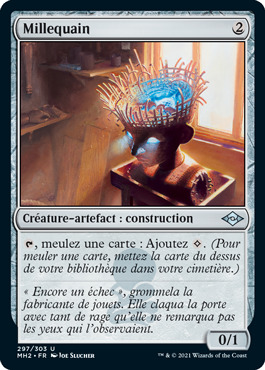 Millequain 2
Créature-artefact : construction
, meulez une carte : Ajoutez . (Pour
meuler une carte, mettez la carte du dessus
de votre bibliothèque dans votre cimetière.)
« Encore un échec », grommela la
fabricante de jouets. Elle claqua la porte
avec tant de rage qu'elle ne remarqua pas
les yeux qui l'observaient.
0/1
297/303 U
MH2 • FR Joe Slucher
™ & © 2021 Wizards of the Coast